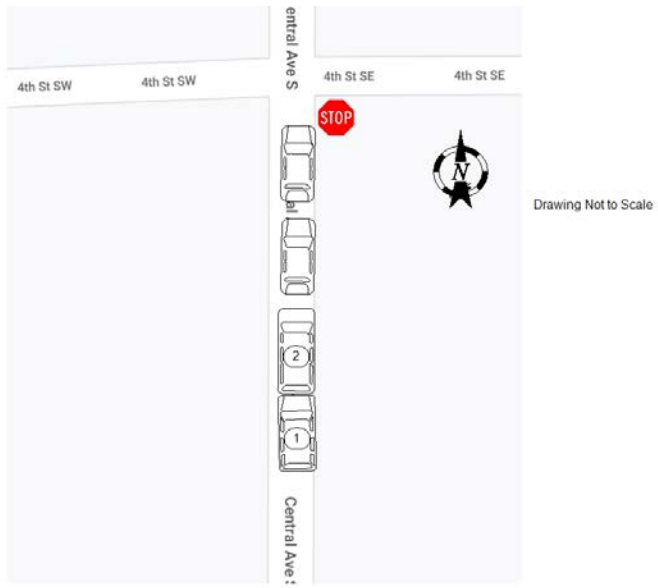 entral Ave S
4th St SW
4th St SW
4th St SE
4th St SE
STOP
N
al
Drawing Not to Scale
2
1
Central Ave S